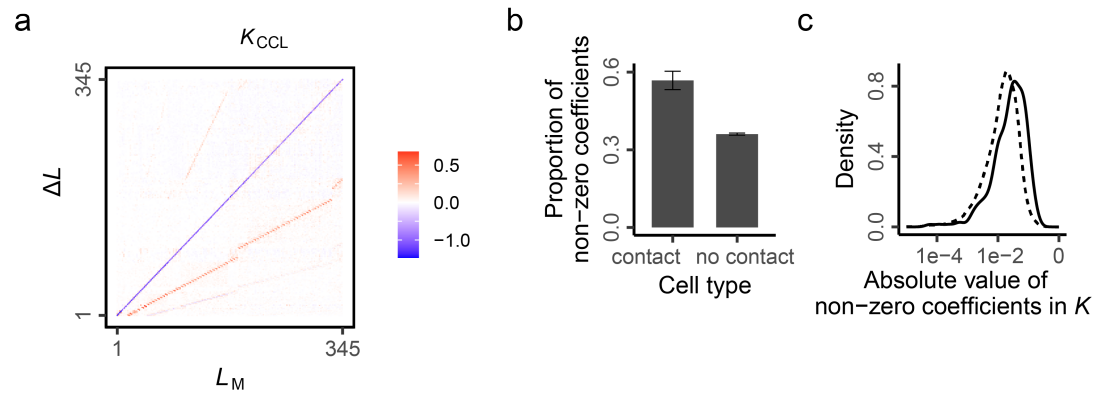 a
K_CCL
345
ΔL
1
1
345
L_M
0.5
0.0
−1.0
b
Proportion of
non−zero coefficients
0.6
0.3
0.0
contact no contact
Cell type
c
Density
0.8
0.4
0.0
1e−4 1e−2 0
Absolute value of
non−zero coefficients in K